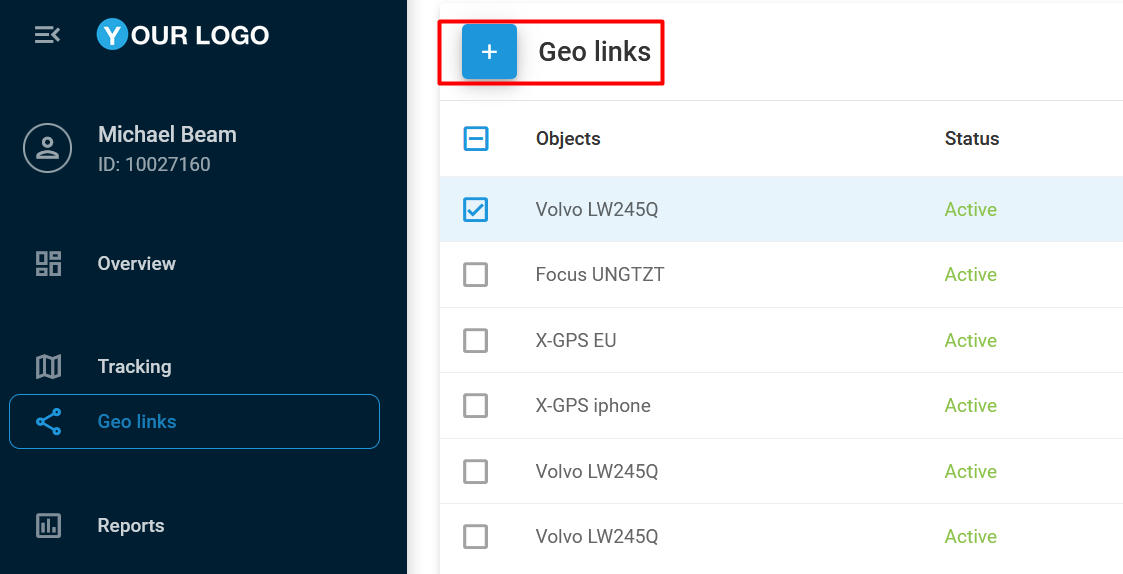 YOUR LOGO
Michael Beam
ID: 10027160
Overview
Tracking
Geo links
Reports
+ Geo links
Objects Status
Volvo LW245Q Active
Focus UNGTZT Active
X-GPS EU Active
X-GPS iphone Active
Volvo LW245Q Active
Volvo LW245Q Active